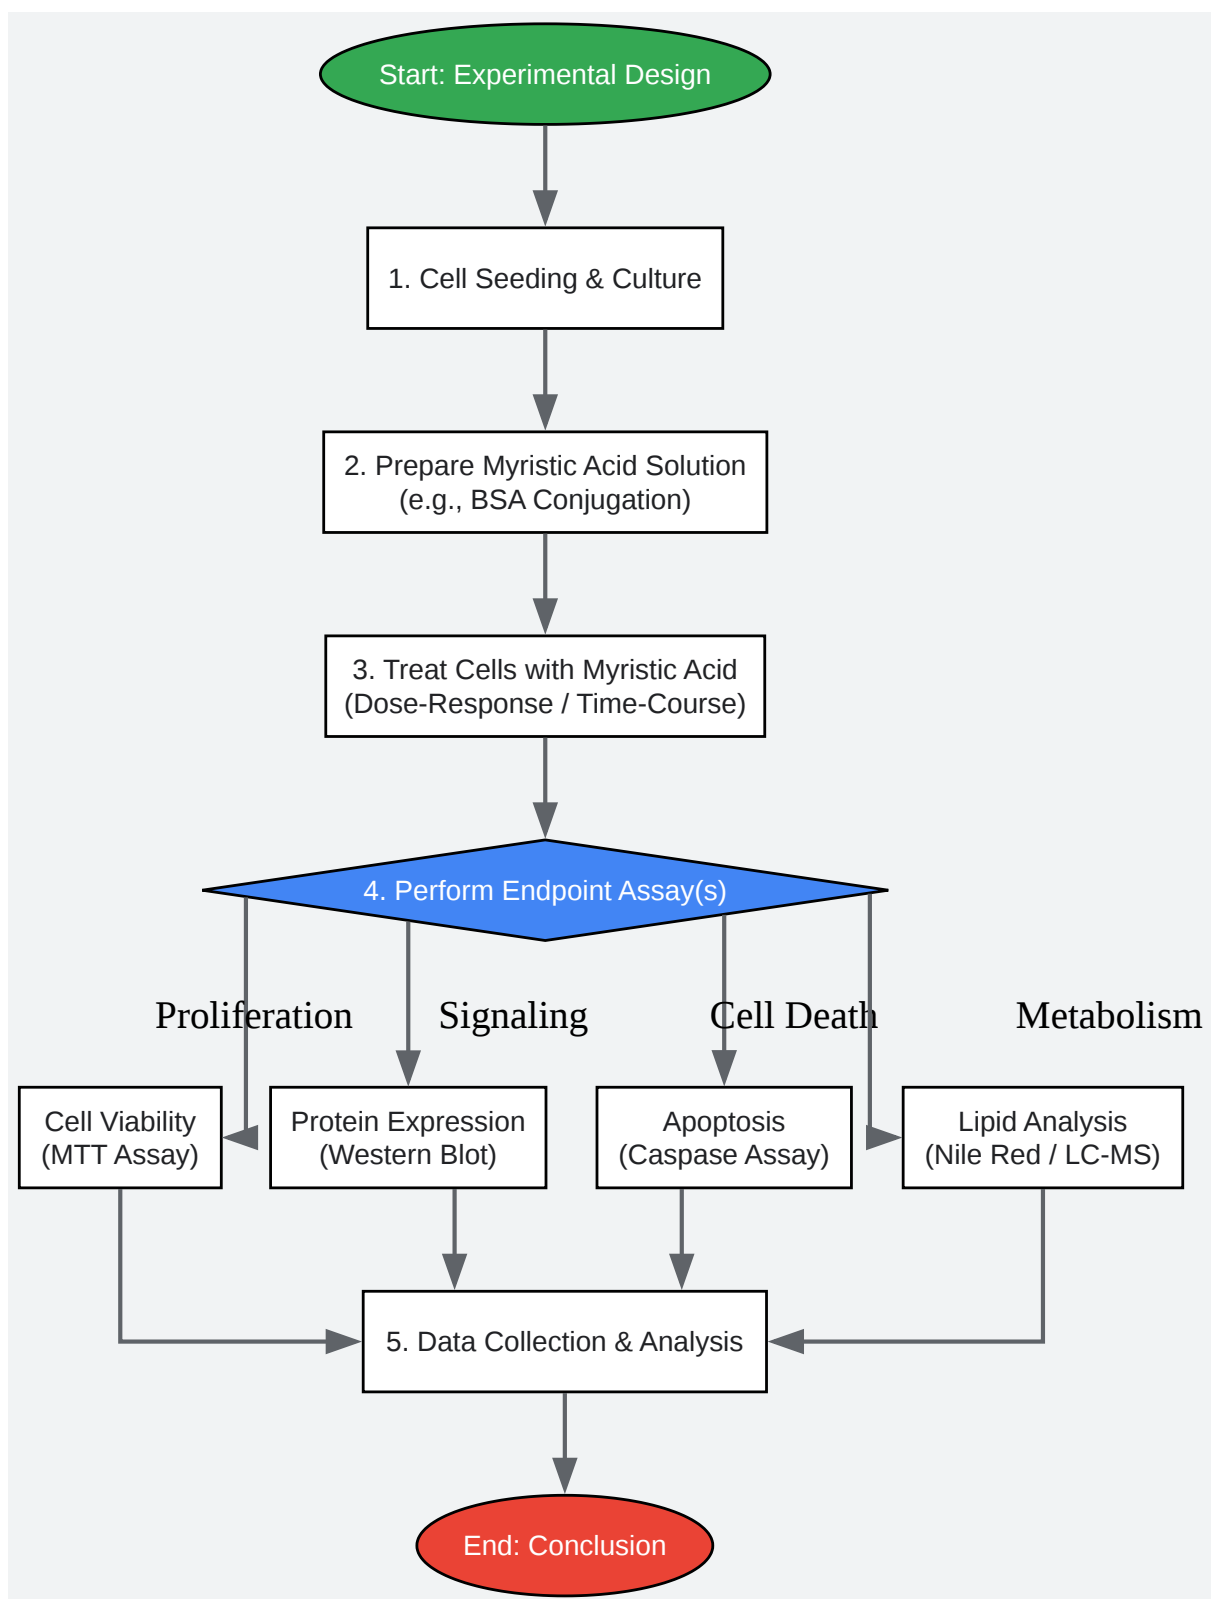 Start: Experimental Design
1. Cell Seeding & Culture
2. Prepare Myristic Acid Solution
(e.g., BSA Conjugation)
3. Treat Cells with Myristic Acid
(Dose-Response / Time-Course)
4. Perform Endpoint Assay(s)
Proliferation
Signaling
Cell Death
Metabolism
Cell Viability
(MTT Assay)
Protein Expression
(Western Blot)
Apoptosis
(Caspase Assay)
Lipid Analysis
(Nile Red / LC-MS)
5. Data Collection & Analysis
End: Conclusion